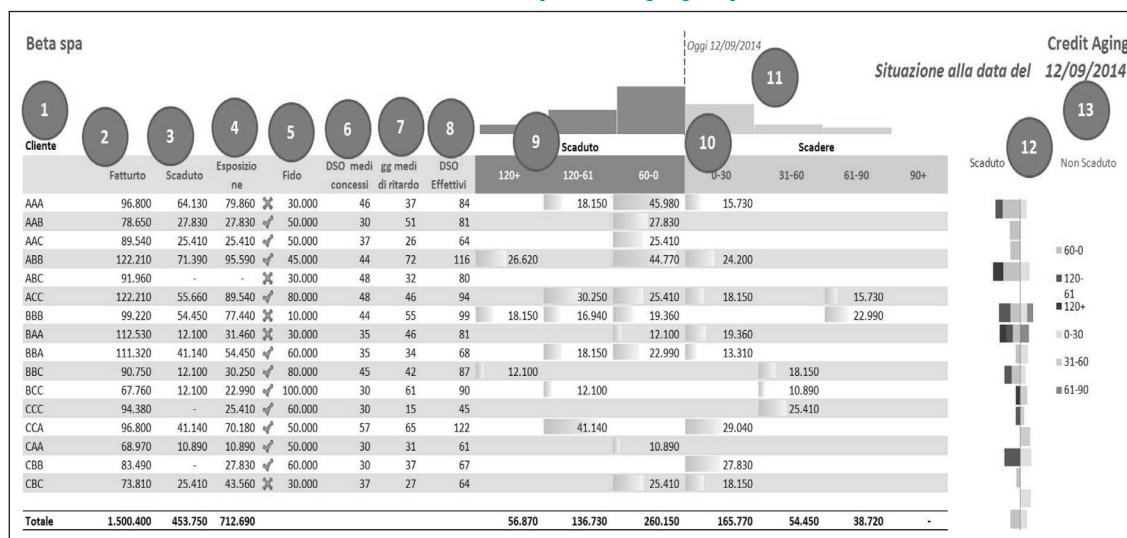 Beta spa
Oggi 12/09/2014
Credit Aging
Situazione alla data del 12/09/2014
1 2 3 4 5 6 7 8 9 10 11 12 13
Cliente Scaduto Scadere Scaduto Non Scaduto
Fatturto Scaduto Esposizio ne Fido DSO medi concessi gg medi di ritardo DSO Effettivi 120+ 120-61 60-0 0-30 31-60 61-90 90+
AAA 96.800 64.130 79.860 30.000 46 37 84 18.150 45.980 15.730
AAB 78.650 27.830 27.830 50.000 30 51 81 27.830
AAC 89.540 25.410 25.410 50.000 37 26 64 25.410
ABB 122.210 71.390 95.590 45.000 44 72 116 26.620 44.770 24.200
ABC 91.960 - - 30.000 48 32 80
ACC 122.210 55.660 89.540 80.000 48 46 94 30.250 25.410 18.150 15.730
BBB 99.220 54.450 77.440 10.000 44 55 99 18.150 16.940 19.360 22.990
BAA 112.530 12.100 31.460 30.000 35 46 81 12.100 19.360
BBA 111.320 41.140 54.450 60.000 35 34 68 18.150 22.990 13.310
BBC 90.750 12.100 30.250 80.000 45 42 87 12.100 18.150
BCC 67.760 12.100 22.990 100.000 30 61 90 12.100 10.890
CCC 94.380 - 25.410 60.000 30 15 45 25.410
CCA 96.800 41.140 70.180 50.000 57 65 122 41.140 29.040
CAA 68.970 10.890 10.890 50.000 30 31 61 10.890
CBB 83.490 - 27.830 60.000 30 37 67 27.830
CBC 73.810 25.410 43.560 30.000 37 27 64 25.410 18.150
Totale 1.500.400 453.750 712.690 56.870 136.730 260.150 165.770 54.450 38.720 -
60-0
120-
61
120+
0-30
31-60
61-90